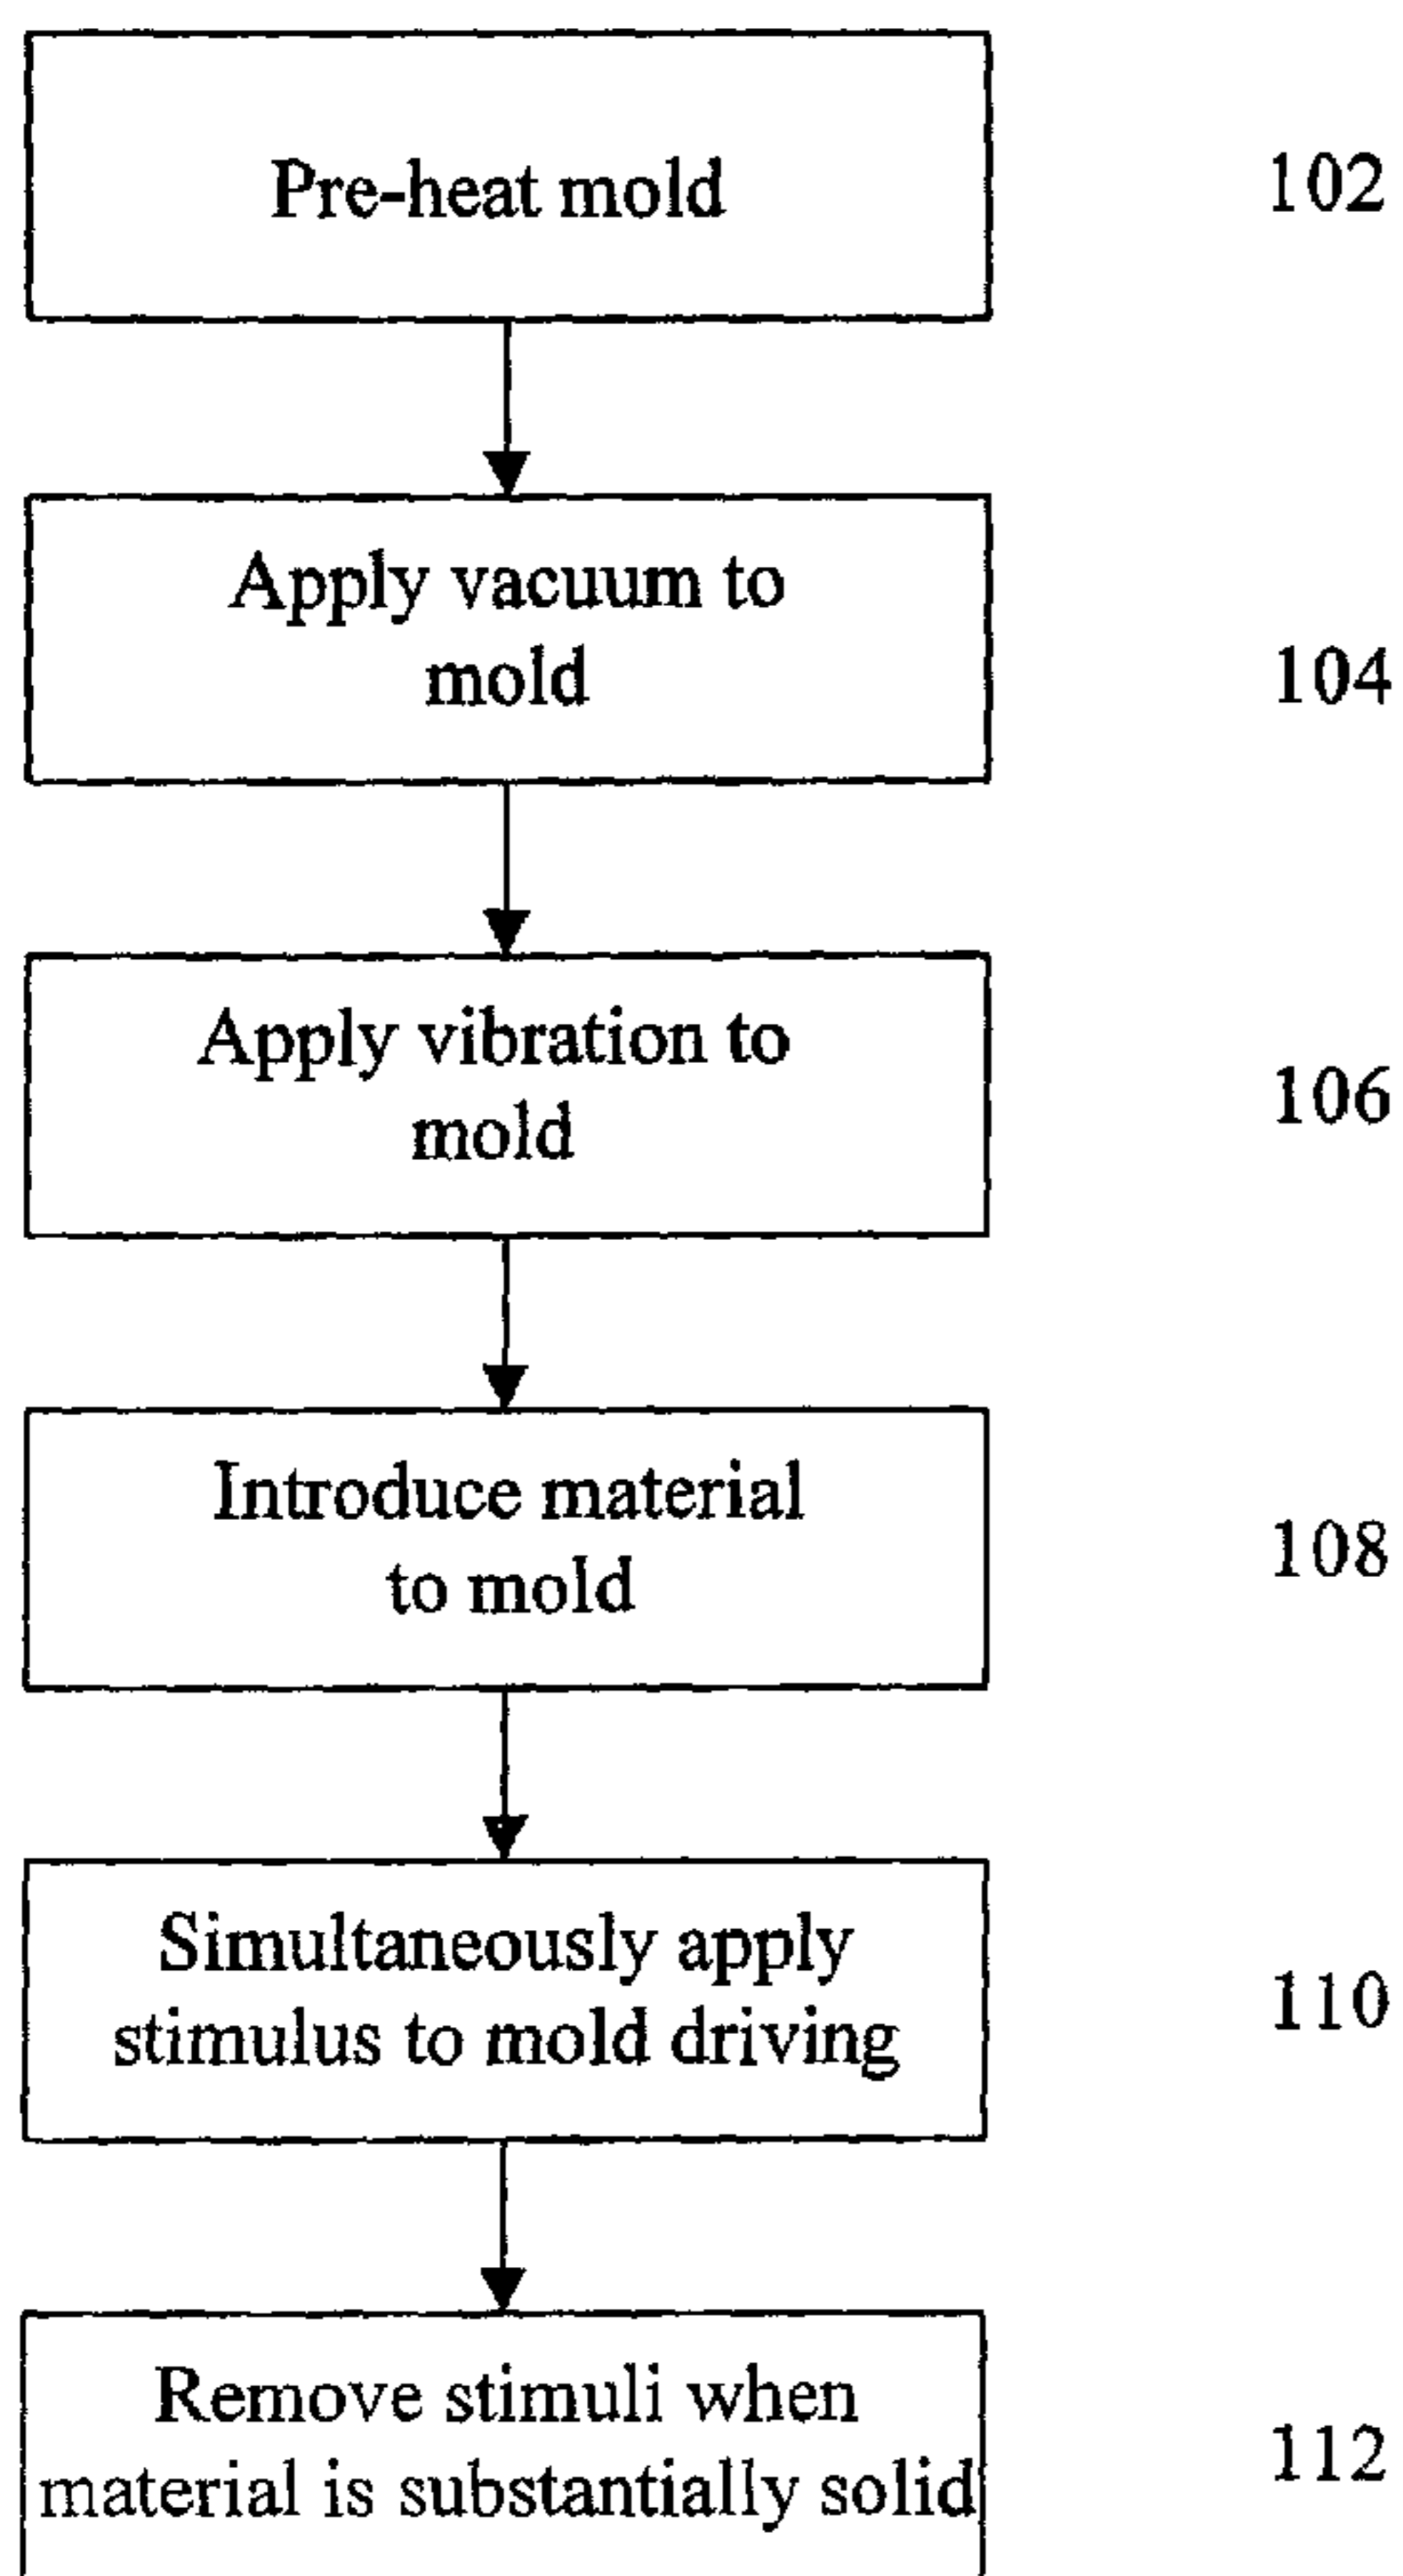 Pre-heat mold
102
Apply vacuum to
mold
104
Apply vibration to
mold
106
Introduce material
to mold
108
Simultaneously apply
stimulus to mold driving
110
Remove stimuli when
material is substantially solid
112